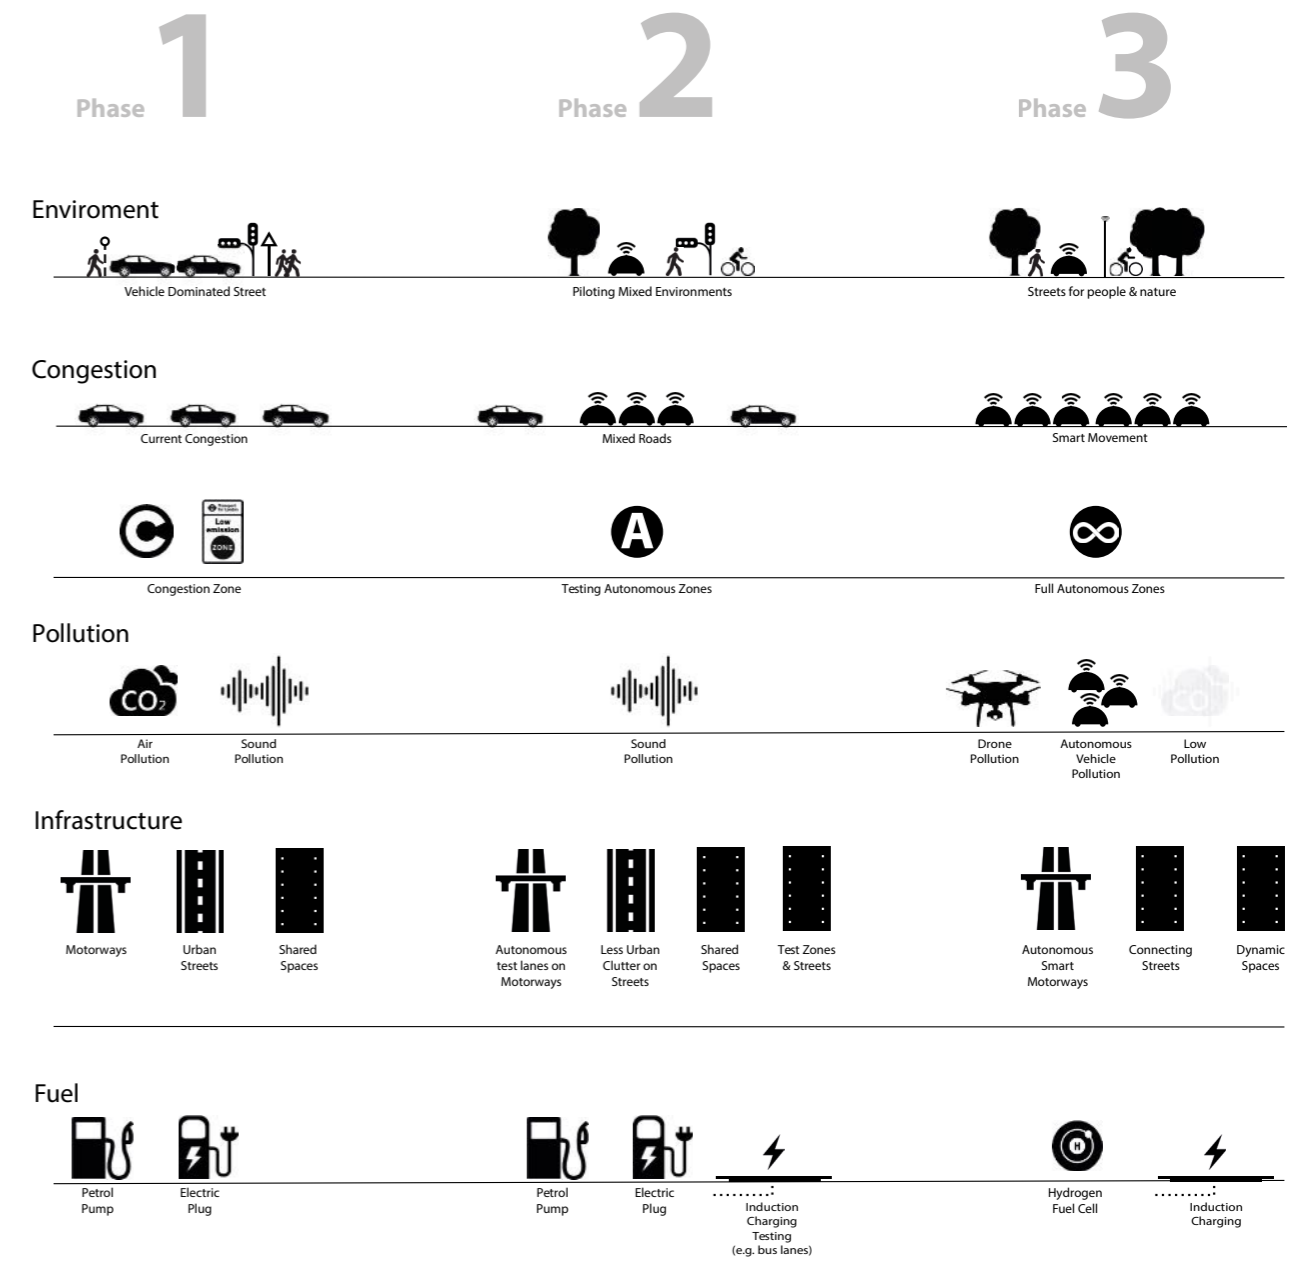 Phase 1
Phase 2
Phase 3
Enviroment
Vehicle Dominated Street
Piloting Mixed Environments
Streets for people & nature
Congestion
Current Congestion
Mixed Roads
Smart Movement
C
Low
emission
ZONE
A
Congestion Zone
Testing Autonomous Zones
Full Autonomous Zones
Pollution
CO2
CO2
Air
Pollution
Sound
Pollution
Sound
Pollution
Drone
Pollution
Autonomous
Vehicle
Pollution
Low
Pollution
Infrastructure
Motorways
Urban
Streets
Shared
Spaces
Autonomous
test lanes on
Motorways
Less Urban
Clutter on
Streets
Shared
Spaces
Test Zones
& Streets
Autonomous
Smart
Motorways
Connecting
Streets
Dynamic
Spaces
Fuel
H
Petrol
Pump
Electric
Plug
Petrol
Pump
Electric
Plug
Induction
Charging
Testing
(e.g. bus lanes)
Hydrogen
Fuel Cell
Induction
Charging